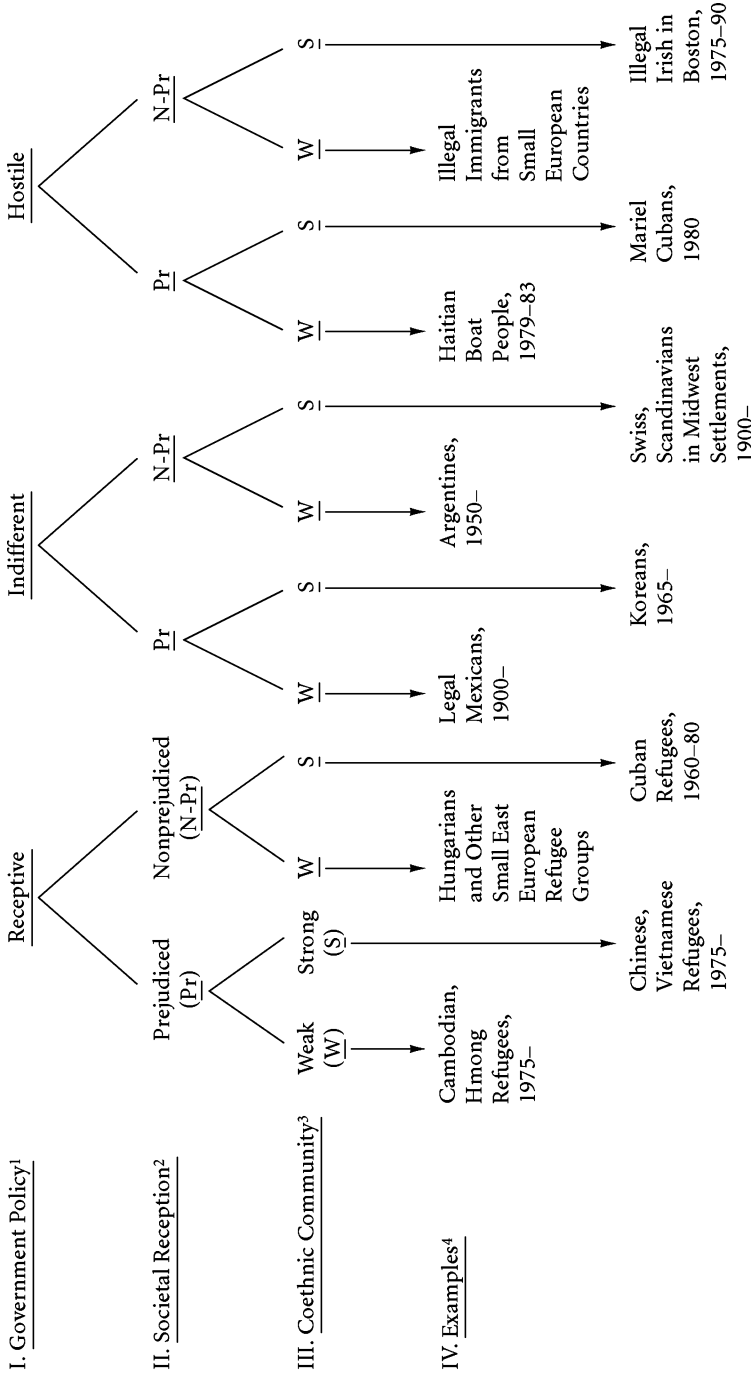 I. Government Policy¹
Receptive
Indifferent
Hostile
II. Societal Reception²
Prejudiced
(Pr)
Nonprejudiced
(N-Pr)
Pr
N-Pr
Pr
N-Pr
III. Coethnic Community³
Weak
(W)
Strong
(S)
W
S
W
S
W
S
W
S
W
S
IV. Examples⁴
Cambodian,
Hmong
Refugees,
1975–
Chinese,
Vietnamese
Refugees,
1975–
Hungarians
and Other
Small East
European
Refugee
Groups
Cuban
Refugees,
1960–80
Legal
Mexicans,
1900–
Koreans,
1965–
Argentines,
1950–
Swiss,
Scandinavians
in Midwest
Settlements,
1900–
Haitian
Boat
People,
1979–83
Mariel
Cubans,
1980
Illegal
Immigrants
from
Small
European
Countries
Illegal
Irish in
Boston,
1975–90